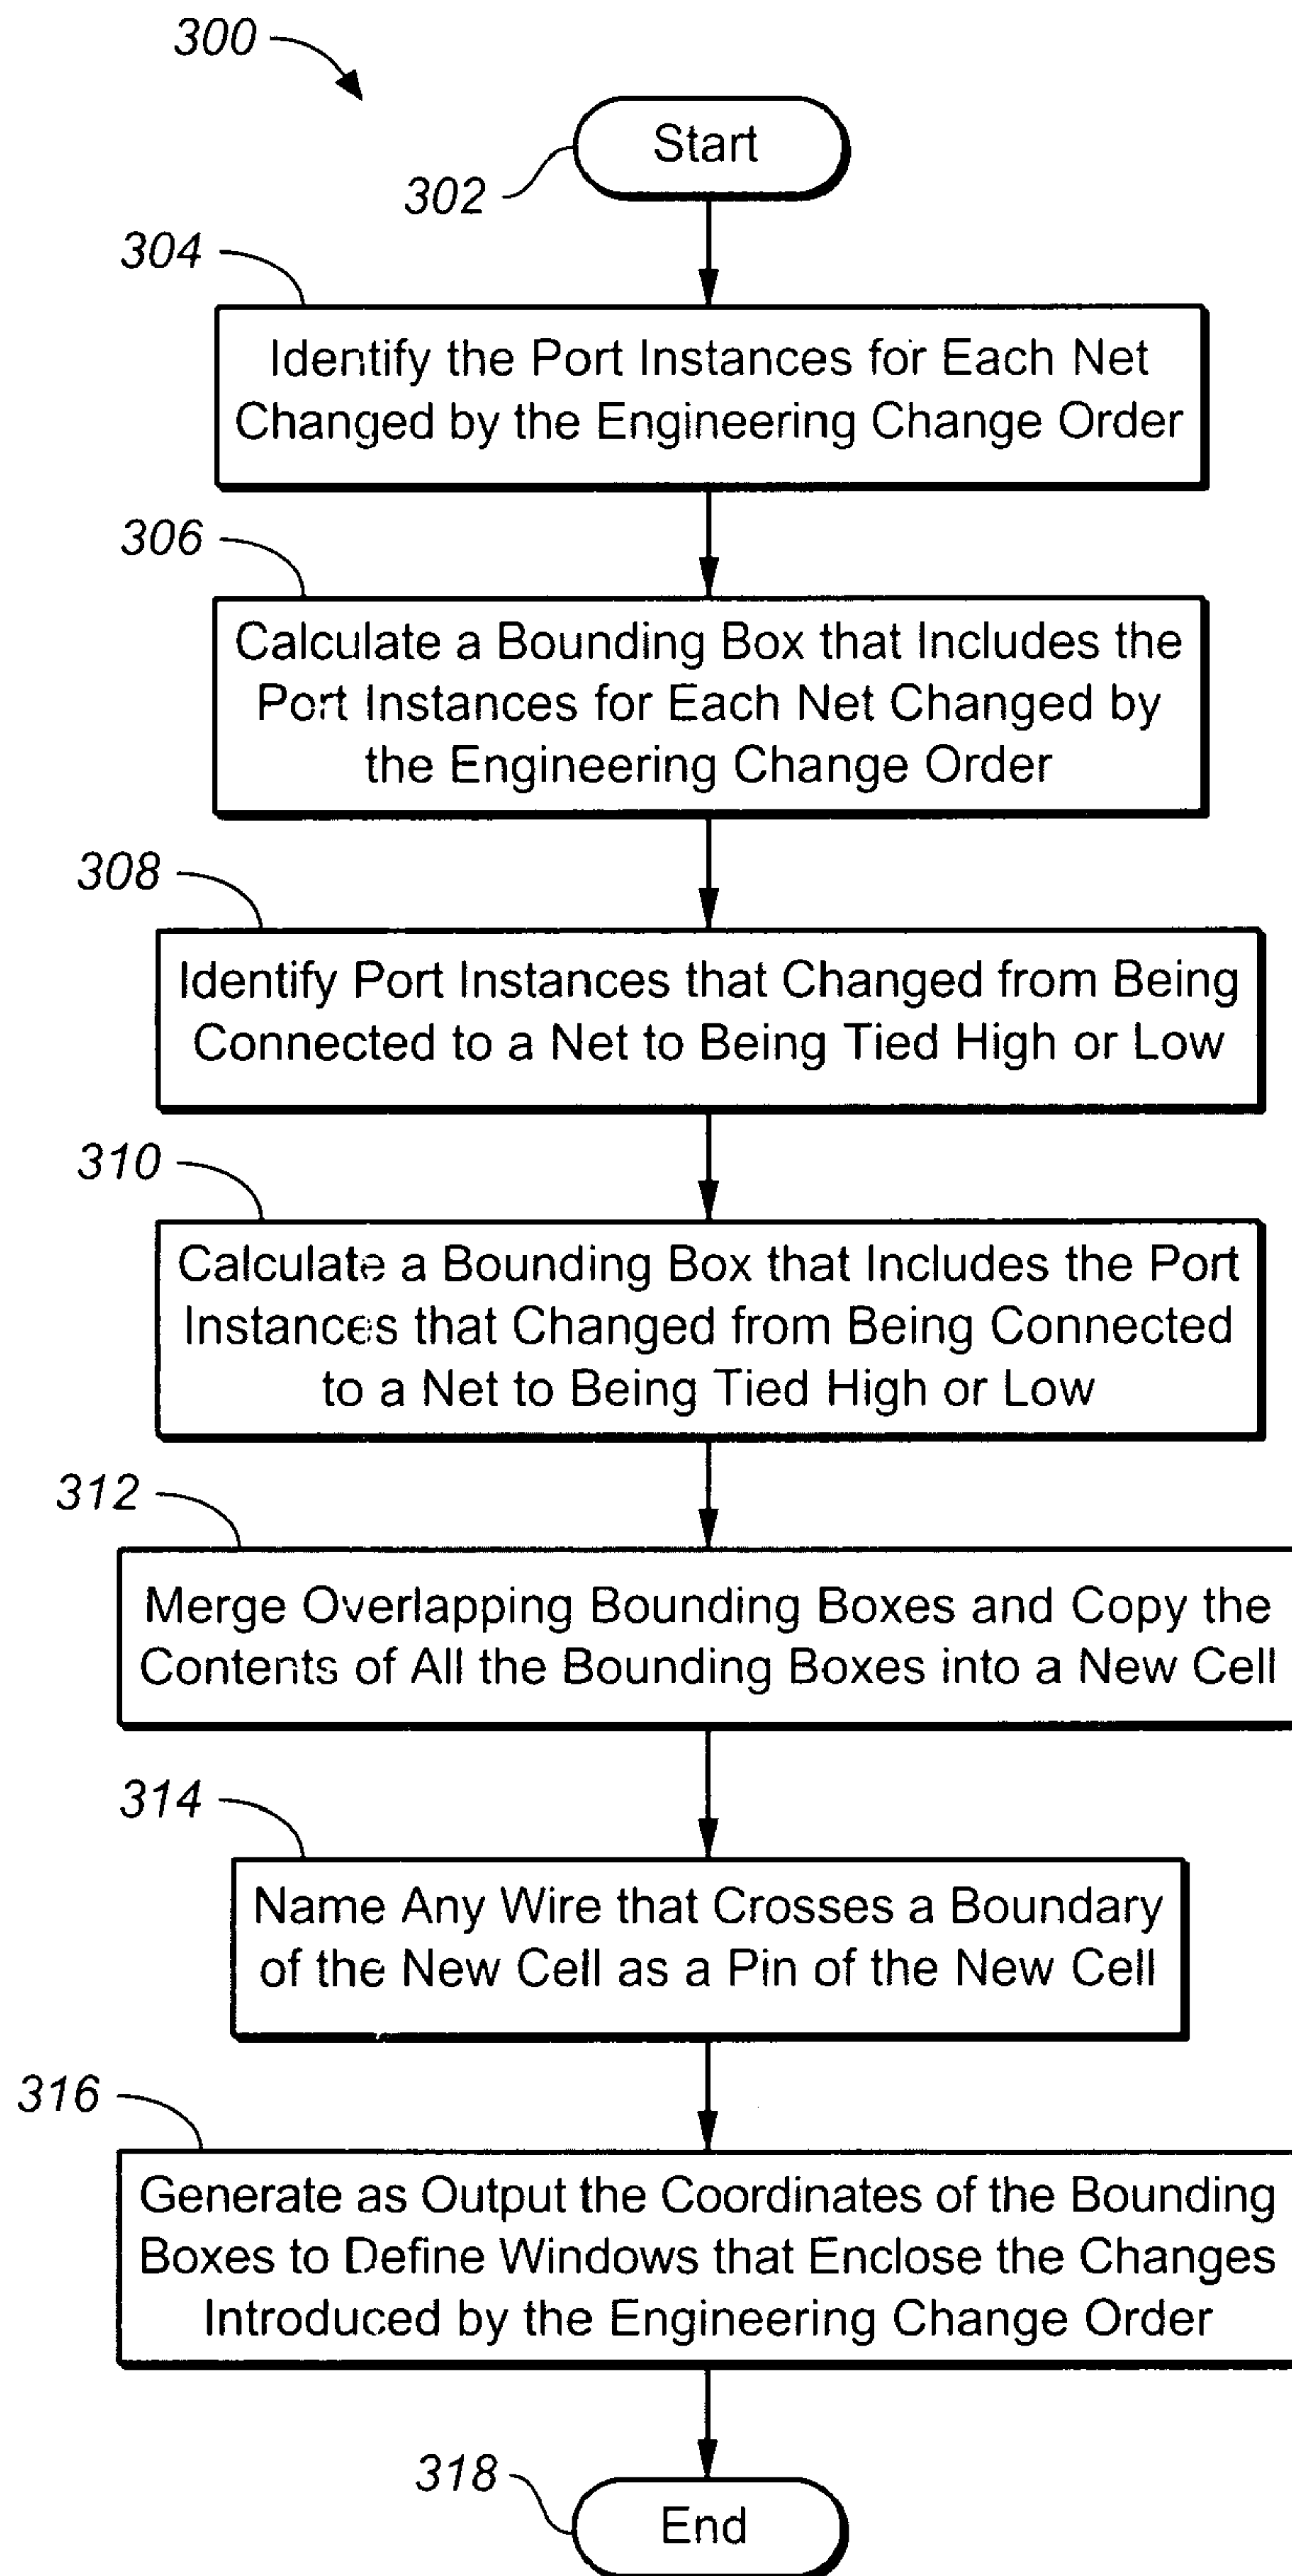 300
Start
302
304
Identify the Port Instances for Each Net
Changed by the Engineering Change Order
306
Calculate a Bounding Box that Includes the
Port Instances for Each Net Changed by
the Engineering Change Order
308
Identify Port Instances that Changed from Being
Connected to a Net to Being Tied High or Low
310
Calculate a Bounding Box that Includes the Port
Instances that Changed from Being Connected
to a Net to Being Tied High or Low
312
Merge Overlapping Bounding Boxes and Copy the
Contents of All the Bounding Boxes into a New Cell
314
Name Any Wire that Crosses a Boundary
of the New Cell as a Pin of the New Cell
316
Generate as Output the Coordinates of the Bounding
Boxes to Define Windows that Enclose the Changes
Introduced by the Engineering Change Order
318
End